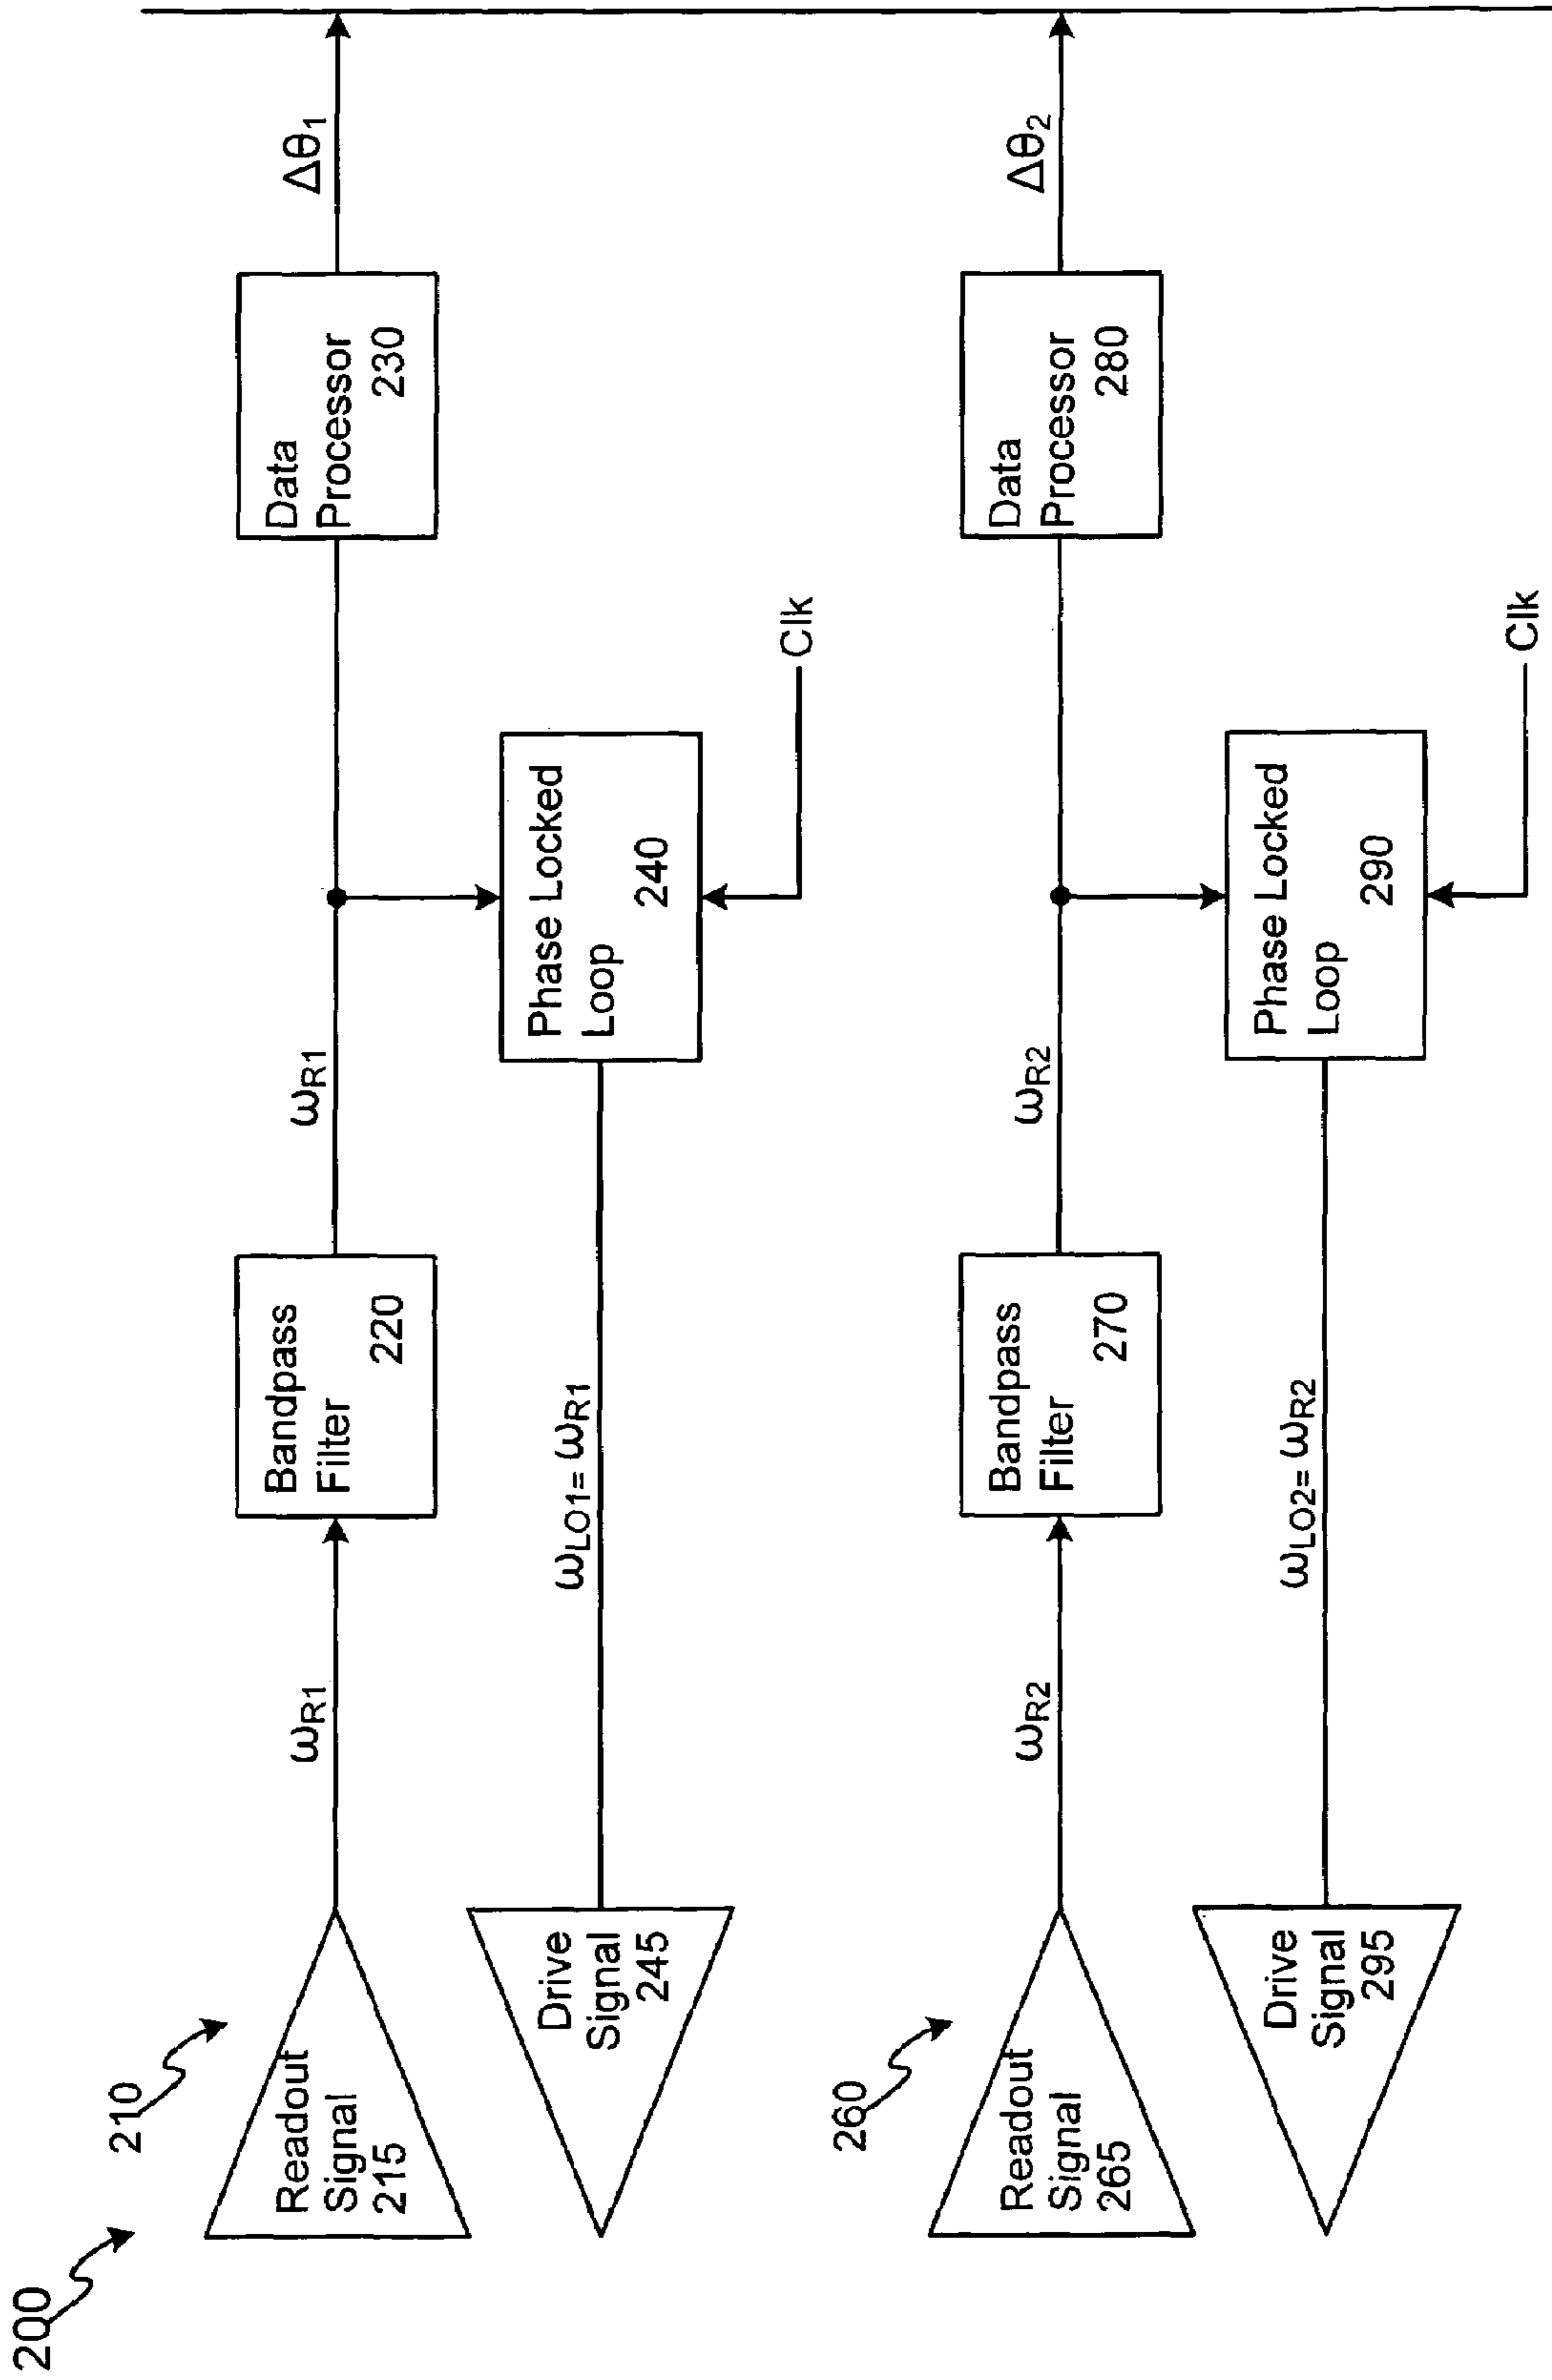 200
210
Readout
Signal
215
ωR1
Bandpass
Filter
220
ωR1
Data
Processor
230
Δθ1
Drive
Signal
245
ωLO1= ωR1
Phase Locked
Loop
240
Clk
260
Readout
Signal
265
ωR2
Bandpass
Filter
270
ωR2
Data
Processor
280
Δθ2
Drive
Signal
295
ωLO2= ωR2
Phase Locked
Loop
290
Clk